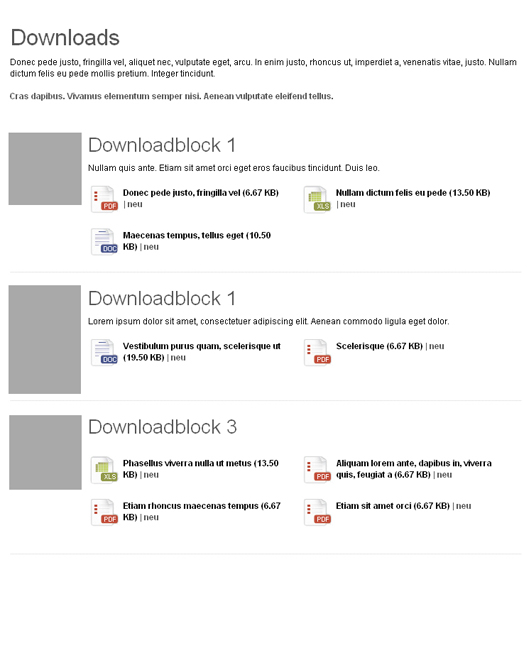 Downloads
Donec pede justo, fringilla vel, aliquet nec, vulputate eget, arcu. In enim justo, rhoncus ut, imperdiet a, venenatis vitae, justo. Nullam
dictum felis eu pede mollis pretium. Integer tincidunt.
Cras dapibus. Vivamus elementum semper nisi. Aenean vulputate eleifend tellus.
Downloadblock 1
Nullam quis ante. Etiam sit amet orci eget eros faucibus tincidunt. Duis leo.
PDF
Donec pede justo, fringilla vel (6.67 KB)
| neu
XLS
Nullam dictum felis eu pede (13.50 KB)
| neu
DOC
Maecenas tempus, tellus eget (10.50
KB) | neu
Downloadblock 1
Lorem ipsum dolor sit amet, consectetuer adipiscing elit. Aenean commodo ligula eget dolor.
DOC
Vestibulum purus quam, scelerisque ut
(19.50 KB) | neu
PDF
Scelerisque (6.67 KB) | neu
Downloadblock 3
XLS
Phasellus viverra nulla ut metus (13.50
KB) | neu
PDF
Aliquam lorem ante, dapibus in, viverra
quis, feugiat a (6.67 KB) | neu
PDF
Etiam rhoncus maecenas tempus (6.67
KB) | neu
PDF
Etiam sit amet orci (6.67 KB) | neu